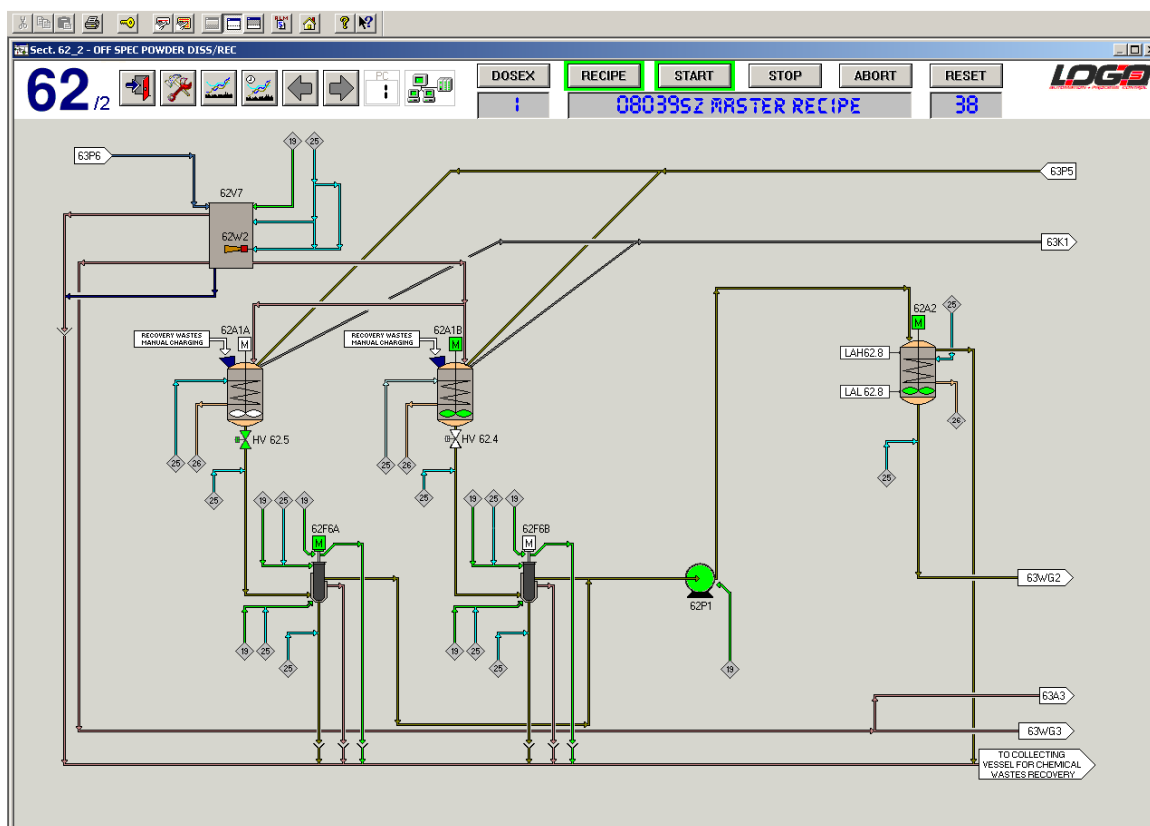 Sect. 62_2 - OFF SPEC POWDER DISS/REC
62/2
PC
1
DOSEX
RECIPE
START
STOP
ABORT
RESET
1
08039SZ MASTER RECIPE
38
LOGO
AUTOMATION - PROCESS CONTROL
63P6
19
25
63P5
62V7
62W2
63K1
RECOVERY WASTES
MANUAL CHARGING
62A1A
M
RECOVERY WASTES
MANUAL CHARGING
62A1B
M
25
62A2
M
LAH62.8
LAL 62.8
HV 62.5
HV 62.4
26
25
26
25
26
25
25
25
19
25
19
19
25
19
62F6A
M
62F6B
M
62P1
63WG2
19
25
25
19
25
25
19
63A3
63WG3
TO COLLECTING
VESSEL FOR CHEMICAL
WASTES RECOVERY